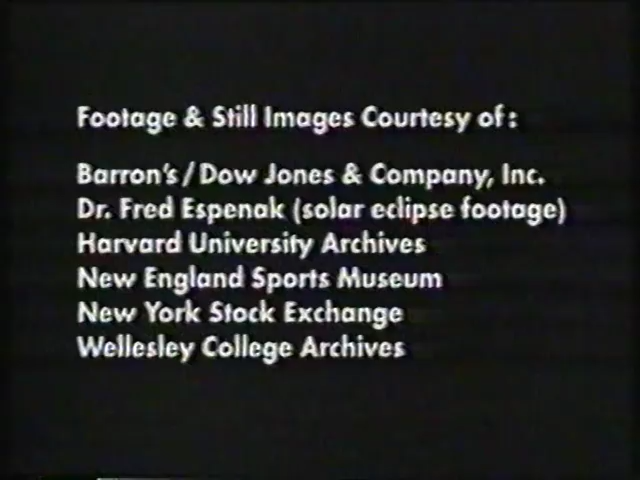 Footage & Still Images Courtesy of:
Barron's/Dow Jones & Company, Inc.
Dr. Fred Espenak (solar eclipse footage)
Harvard University Archives
New England Sports Museum
New York Stock Exchange
Wellesley College Archives